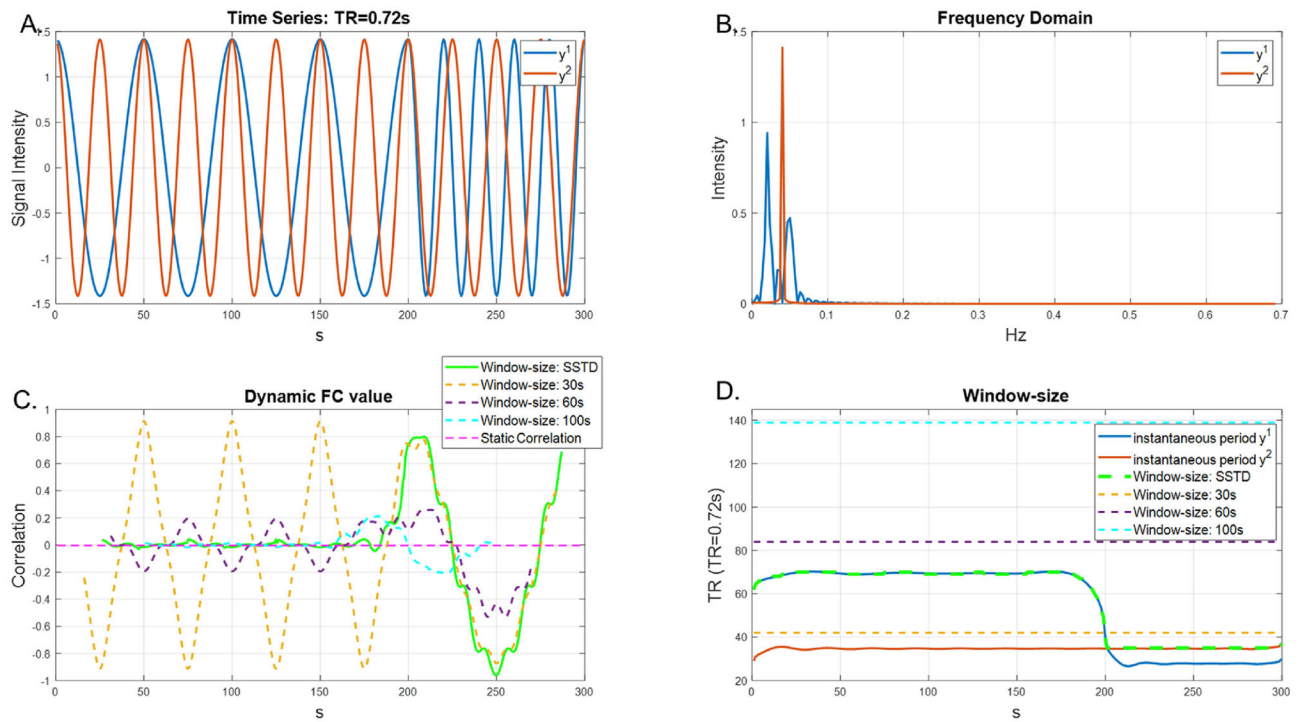 A.
Time Series: TR=0.72s
1.5
1
0.5
0
-0.5
-1
-1.5
Signal Intensity
0 50 100 150 200 250 300
s
y1
y2
B.
Frequency Domain
1.5
1
0.5
0
Intensity
0 0.1 0.2 0.3 0.4 0.5 0.6 0.7
Hz
y1
y2
C.
Dynamic FC value
Window-size: SSTD
Window-size: 30s
Window-size: 60s
Window-size: 100s
Static Correlation
1
0.8
0.6
0.4
0.2
0
-0.2
-0.4
-0.6
-0.8
-1
Correlation
0 50 100 150 200 250 300
s
D.
Window-size
140
120
100
80
60
40
20
TR (TR=0.72s)
instantaneous period y1
instantaneous period y2
Window-size: SSTD
Window-size: 30s
Window-size: 60s
Window-size: 100s
0 50 100 150 200 250 300
s